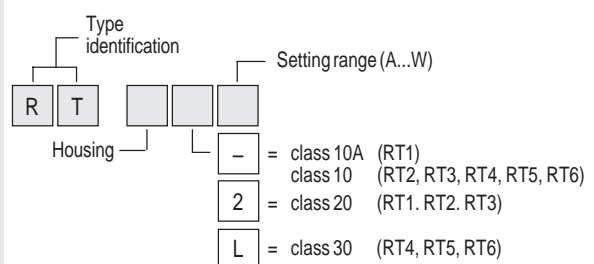 Type
identification
Setting range (A...W)
R T
Housing
– = class 10A (RT1)
class 10 (RT2, RT3, RT4, RT5, RT6)
2 = class 20 (RT1. RT2. RT3)
L = class 30 (RT4, RT5, RT6)